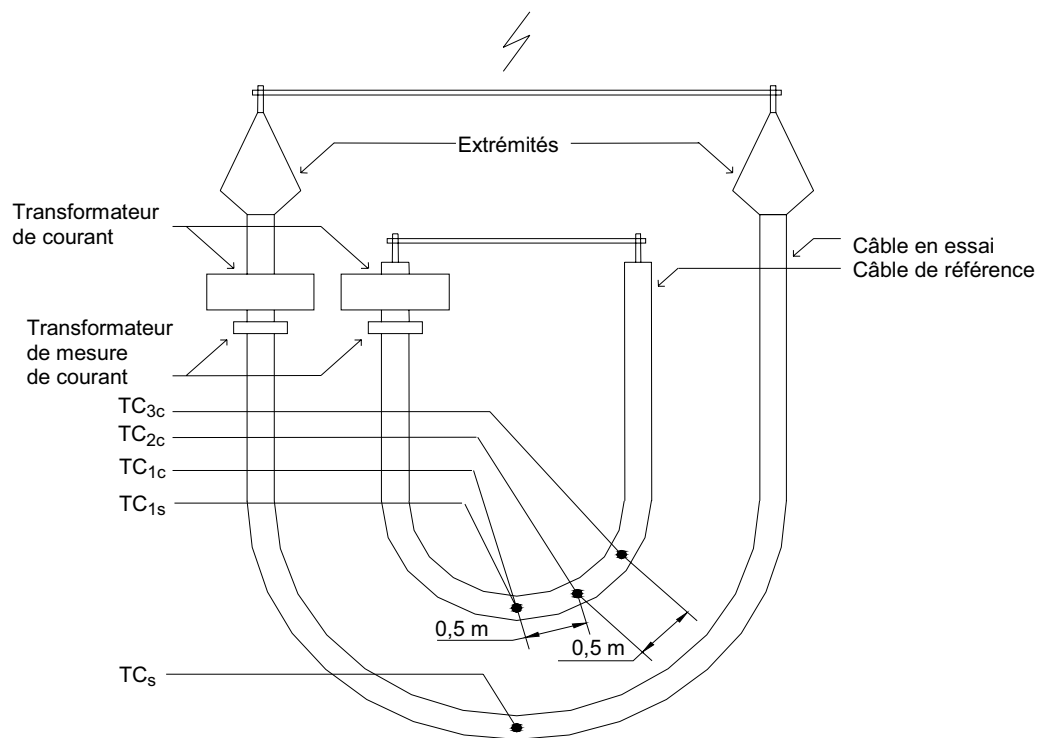 Extrémités
Transformateur
de courant
Câble en essai
Câble de référence
Transformateur
de mesure
de courant
TC3c
TC2c
TC1c
TC1s
0,5 m
0,5 m
TCs